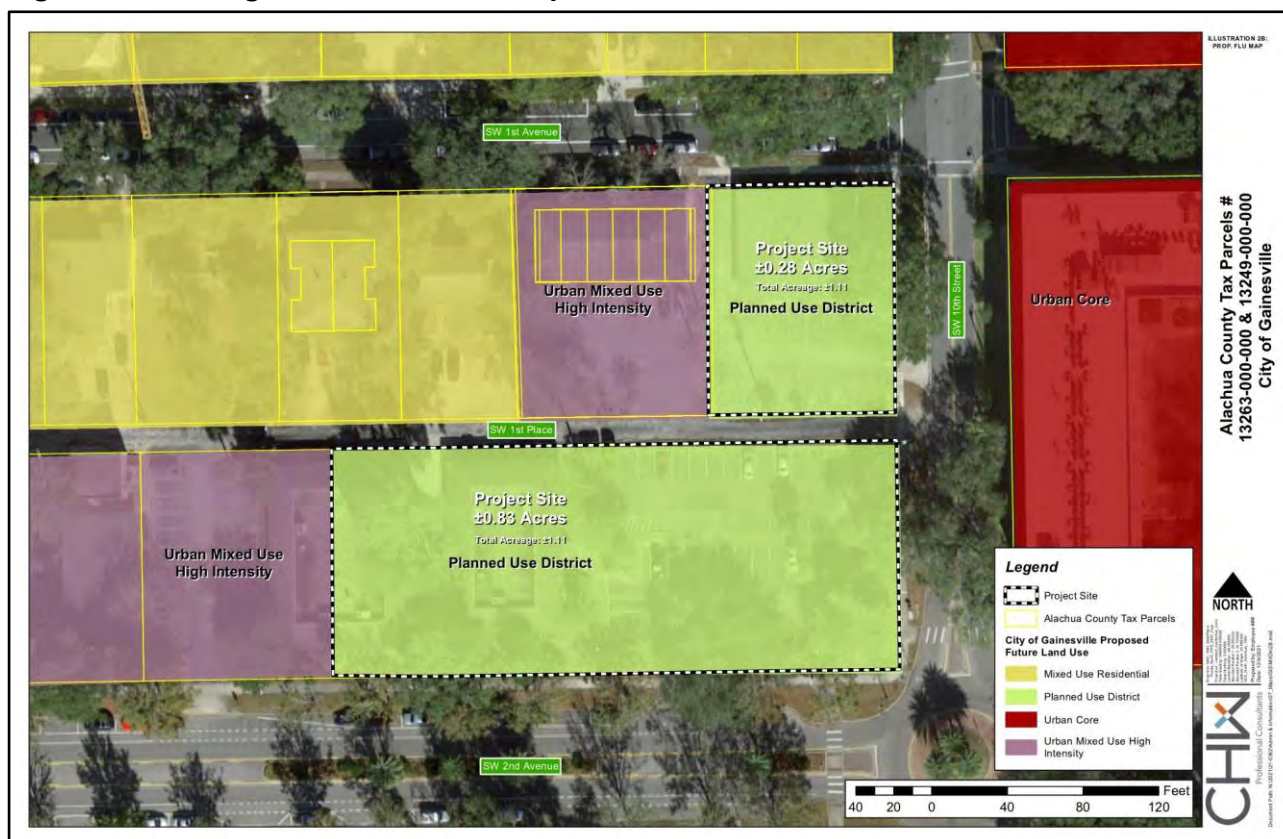 ILLUSTRATION 2B:
PROP. FLU MAP
SW 1st Avenue
Project Site
±0.28 Acres
Total Acreage: ±1.11
Planned Use District
Urban Mixed Use
High Intensity
SW 10th Street
Urban Core
Alachua County Tax Parcels #
13263-000-000 & 13249-000-000
City of Gainesville
SW 1st Place
Project Site
±0.83 Acres
Total Acreage: ±1.11
Planned Use District
Urban Mixed Use
High Intensity
Legend
Project Site
Alachua County Tax Parcels
City of Gainesville Proposed
Future Land Use
Mixed Use Residential
Planned Use District
Urban Core
Urban Mixed Use High
Intensity
NORTH
CHW
Professional Consultants
SW 2nd Avenue
Feet
40 20 0 40 80 120